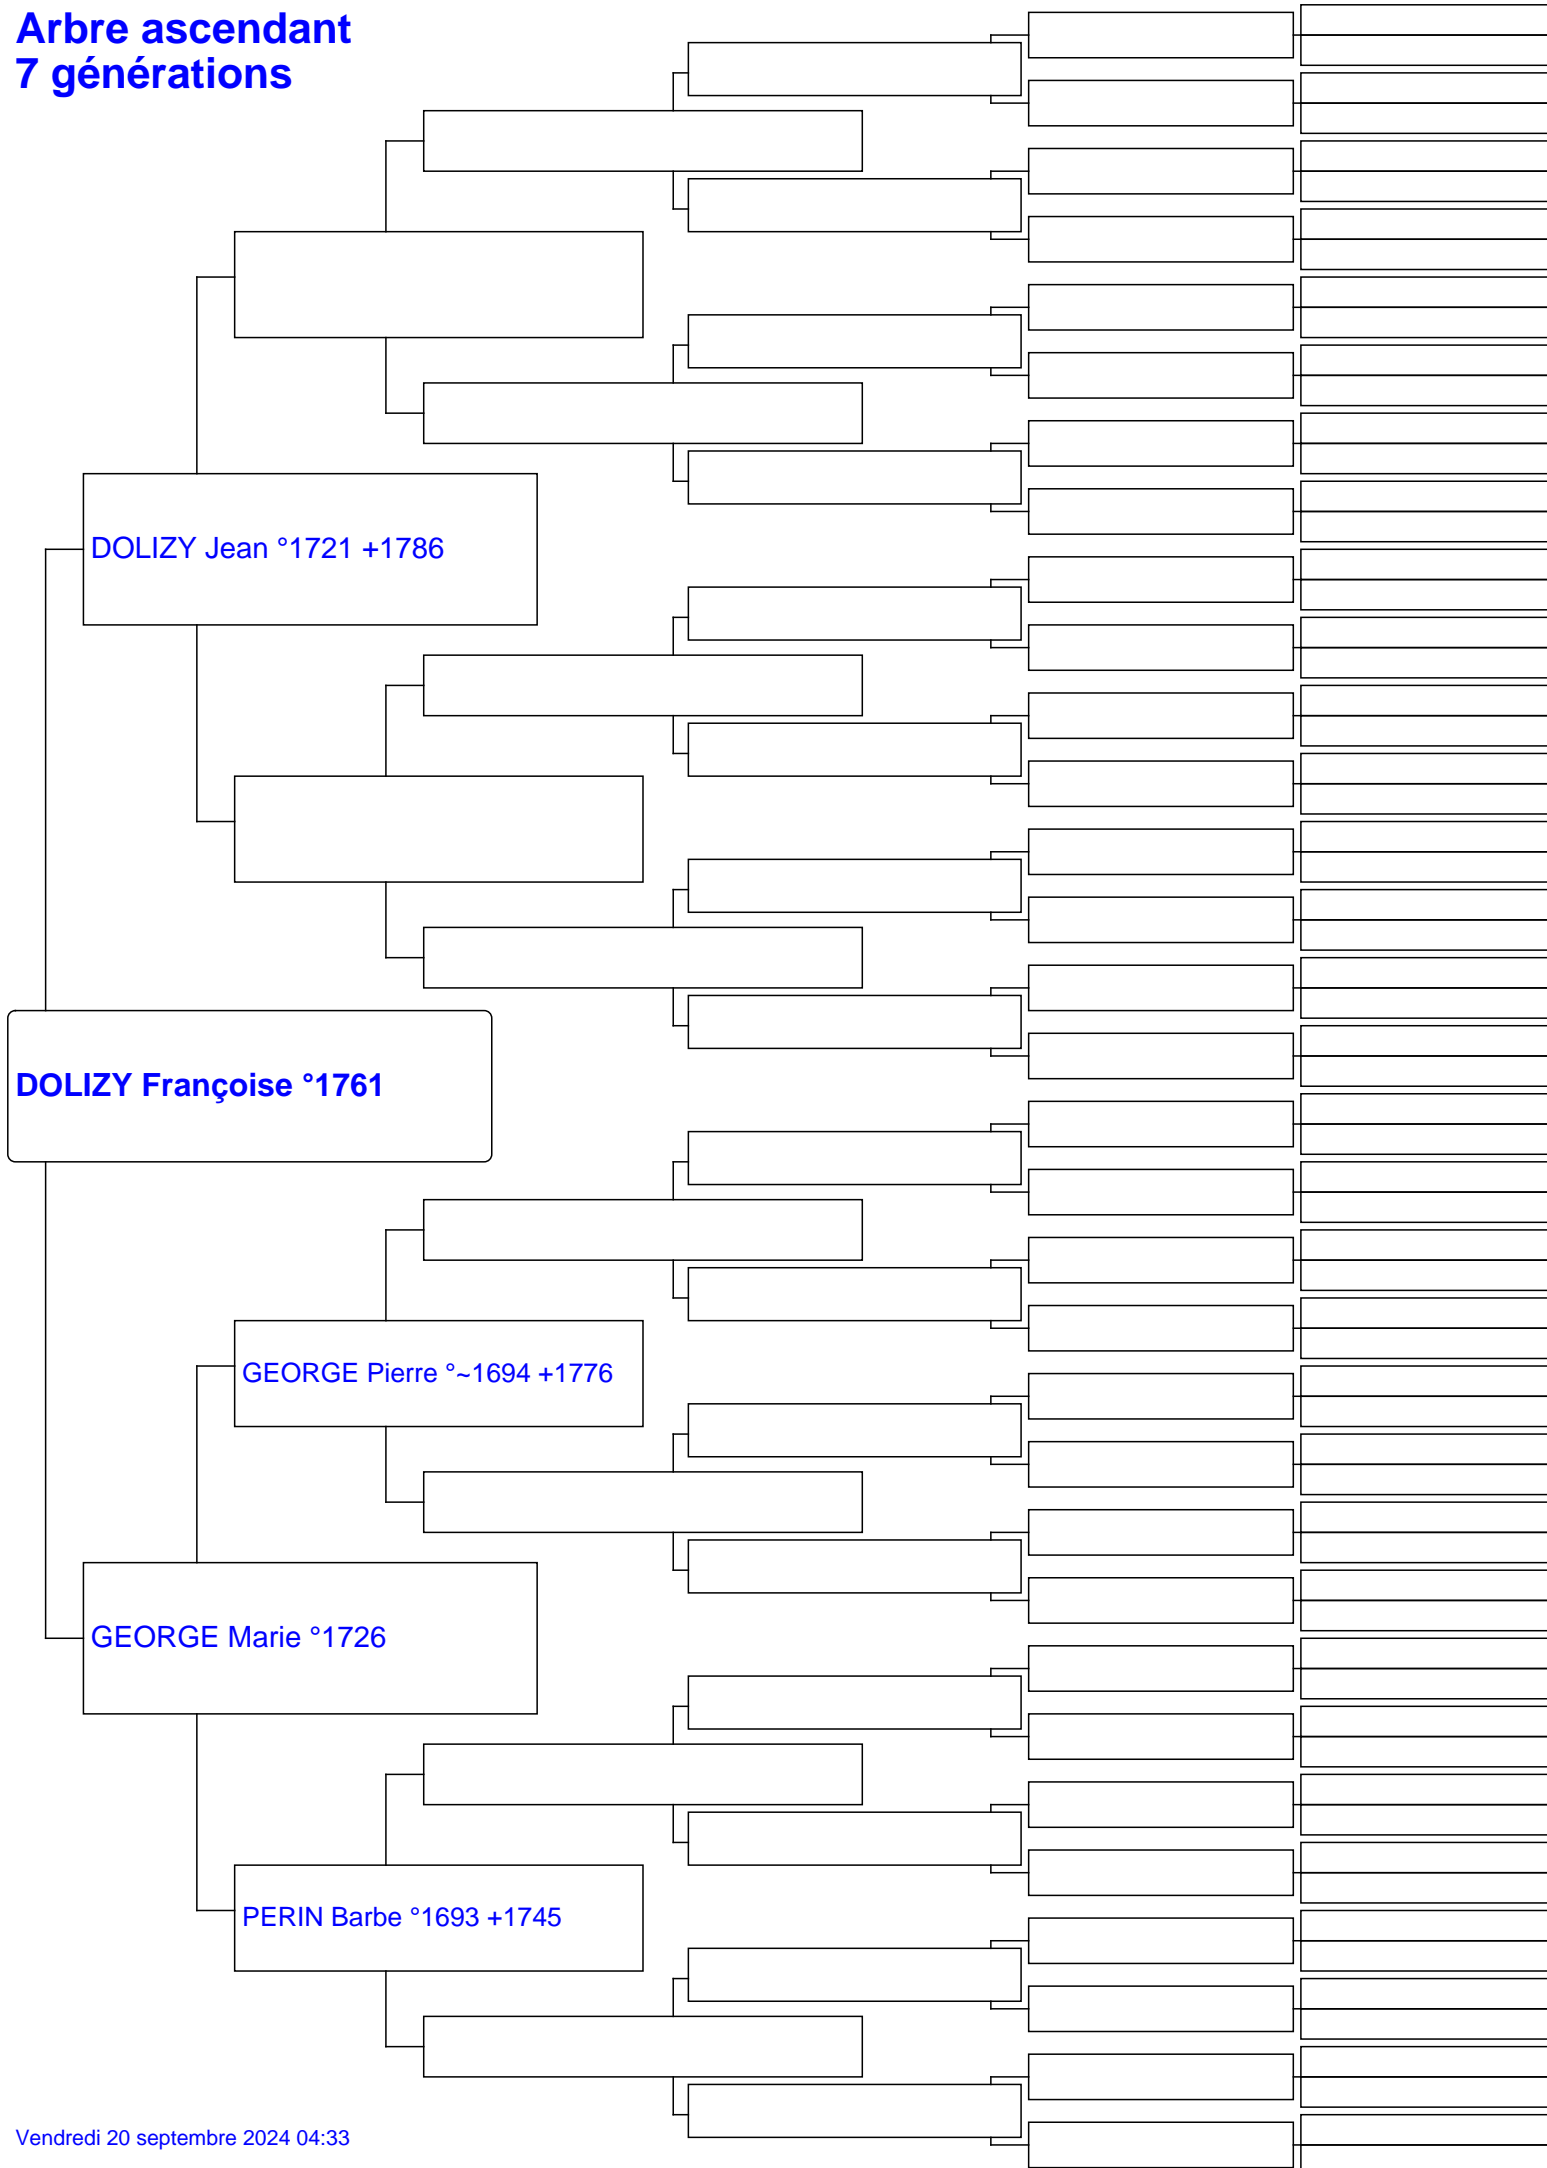 Arbre ascendant
7 générations
DOLIZY Jean °1721 +1786
DOLIZY Françoise °1761
GEORGE Pierre °~1694 +1776
GEORGE Marie °1726
PERIN Barbe °1693 +1745
Vendredi 20 septembre 2024 04:33